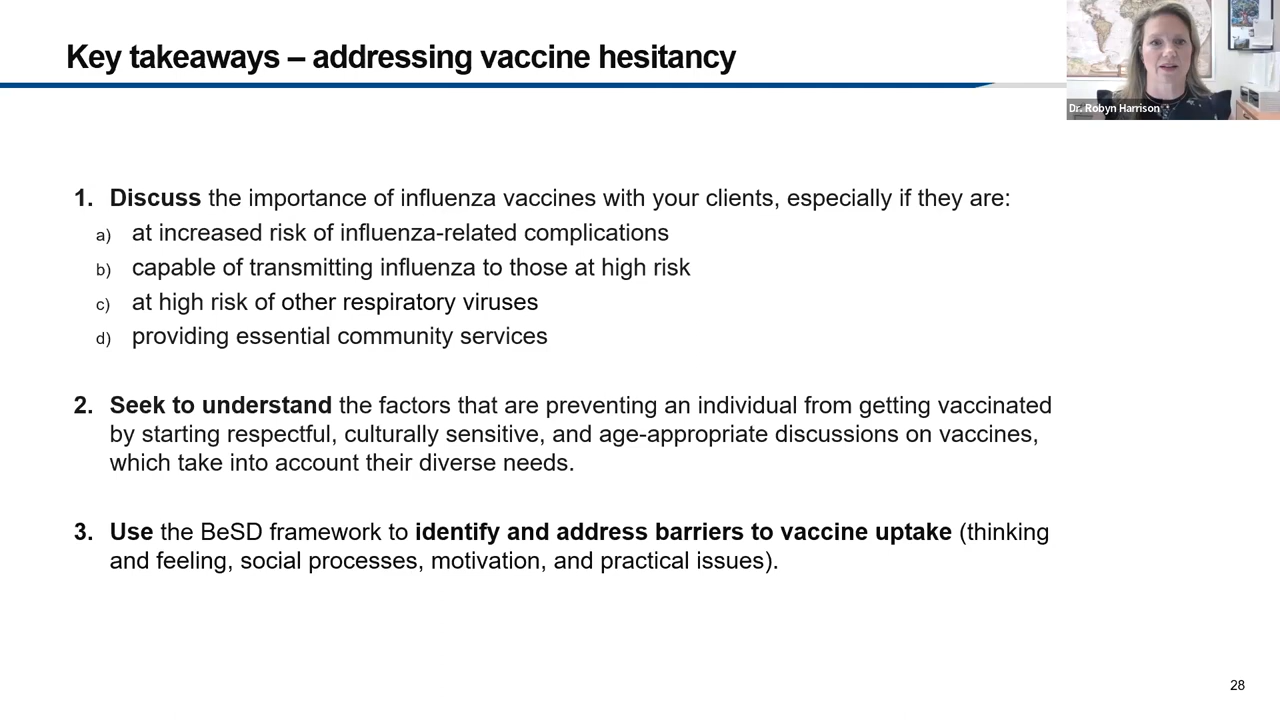 Key takeaways – addressing vaccine hesitancy
Dr. Robyn Harrison
1. Discuss the importance of influenza vaccines with your clients, especially if they are:
a) at increased risk of influenza-related complications
b) capable of transmitting influenza to those at high risk
c) at high risk of other respiratory viruses
d) providing essential community services
2. Seek to understand the factors that are preventing an individual from getting vaccinated
by starting respectful, culturally sensitive, and age-appropriate discussions on vaccines,
which take into account their diverse needs.
3. Use the BeSD framework to identify and address barriers to vaccine uptake (thinking
and feeling, social processes, motivation, and practical issues).
28